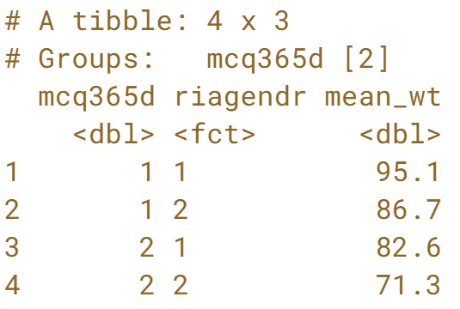 # A tibble: 4 x 3
# Groups:   mcq365d [2]
  mcq365d riagendr mean_wt
    <dbl> <fct>      <dbl>
1       1 1           95.1
2       1 2           86.7
3       2 1           82.6
4       2 2           71.3